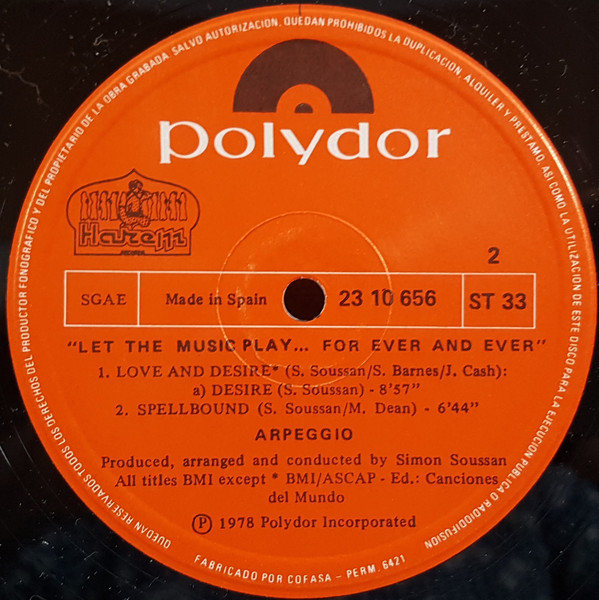 QUEDAN RESERVADOS TODOS LOS DERECHOS DEL PRODUCTOR FONOGRAFICO Y DEL PROPIETARIO DE LA OBRA GRABADA. SALVO AUTORIZACION, QUEDAN PROHIBIDOS LA DUPLICACION, ALQUILER Y PRESTAMO, ASI COMO LA UTILIZACION DE ESTE DISCO PARA LA EJECUCION PUBLICA O RADIODIFUSION
polydor
Harem
RECORDS
2
SGAE
Made in Spain
23 10 656
ST 33
"LET THE MUSIC PLAY... FOR EVER AND EVER"
1. LOVE AND DESIRE* (S. Soussan/S. Barnes/J. Cash):
a) DESIRE (S. Soussan) - 8'57"
2. SPELLBOUND (S. Soussan/M. Dean) - 6'44"
ARPEGGIO
Produced, arranged and conducted by Simon Soussan
All titles BMI except * BMI/ASCAP - Ed.: Canciones
del Mundo
Ⓟ 1978 Polydor Incorporated
FABRICADO POR COFASA - PERM. 6421